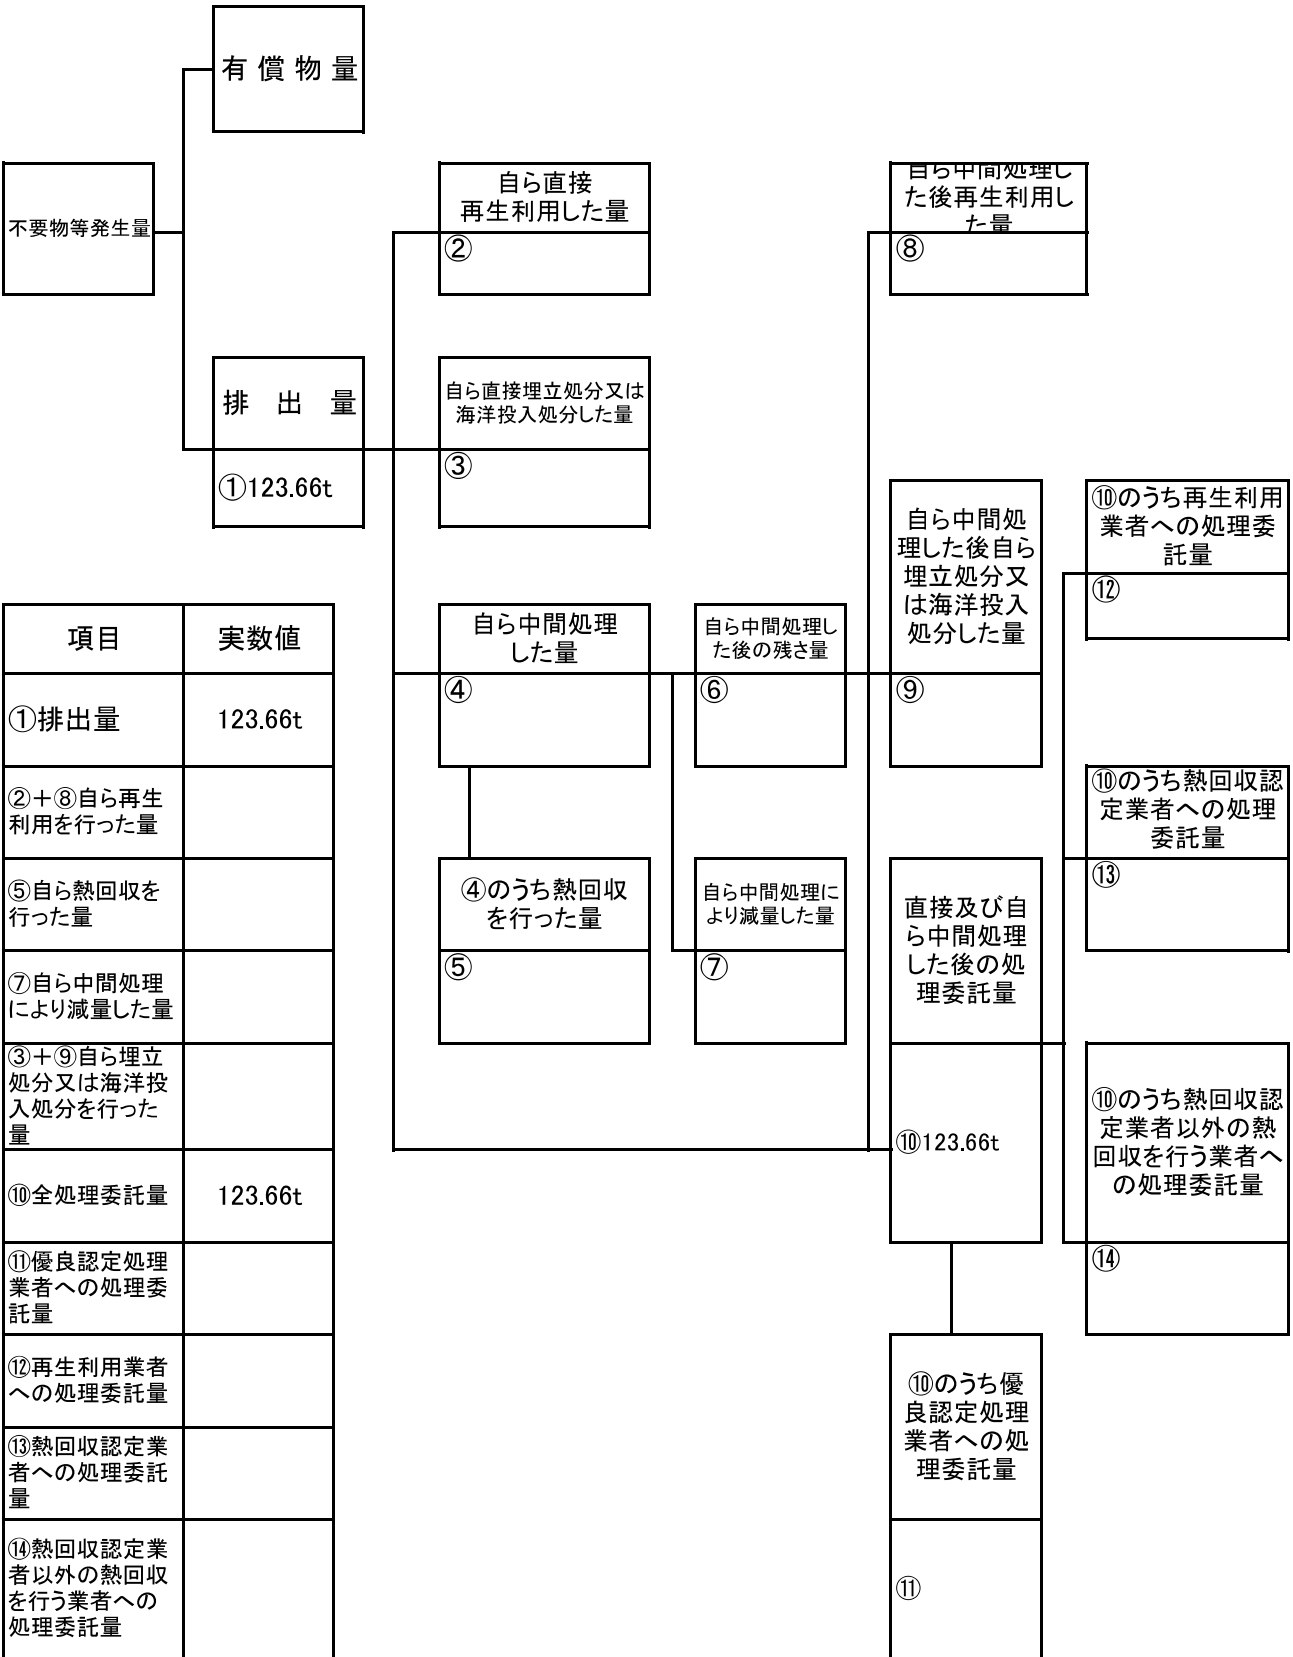 有償物量
不要物等発生量
自ら直接
再生利用した量
②
自ら中間処理し
た後再生利用し
た量
⑧
排出量
①123.66t
自ら直接埋立処分又は
海洋投入処分した量
③
自ら中間処
理した後自ら
埋立処分又
は海洋投入
処分した量
⑨
⑩のうち再生利用
業者への処理委
託量
⑫
自ら中間処理
した量
④
自ら中間処理し
た後の残さ量
⑥
⑩のうち熱回収認
定業者への処理
委託量
⑬
④のうち熱回収
を行った量
⑤
自ら中間処理に
より減量した量
⑦
直接及び自
ら中間処理
した後の処
理委託量
⑩123.66t
⑩のうち熱回収認
定業者以外の熱
回収を行う業者へ
の処理委託量
⑭
⑩のうち優
良認定処理
業者への処
理委託量
⑪
項目
実数値
①排出量
123.66t
②＋⑧自ら再生
利用を行った量
⑤自ら熱回収を
行った量
⑦自ら中間処理
により減量した量
③＋⑨自ら埋立
処分又は海洋投
入処分を行った
量
⑩全処理委託量
123.66t
⑪優良認定処理
業者への処理委
託量
⑫再生利用業者
への処理委託量
⑬熱回収認定業
者への処理委託
量
⑭熱回収認定業
者以外の熱回収
を行う業者への
処理委託量